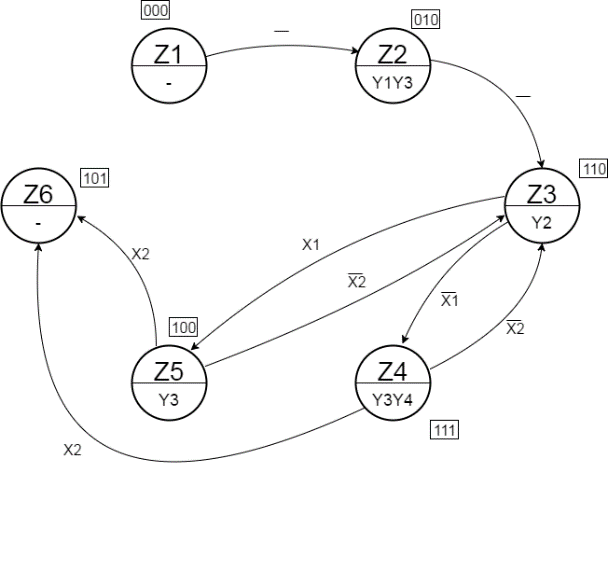 000
Z1
-
—
010
Z2
Y1Y3
—
110
Z3
Y2
101
Z6
-
X1
X2
X̅2
X̅1
X̅2
100
Z5
Y3
Z4
Y3Y4
111
X2